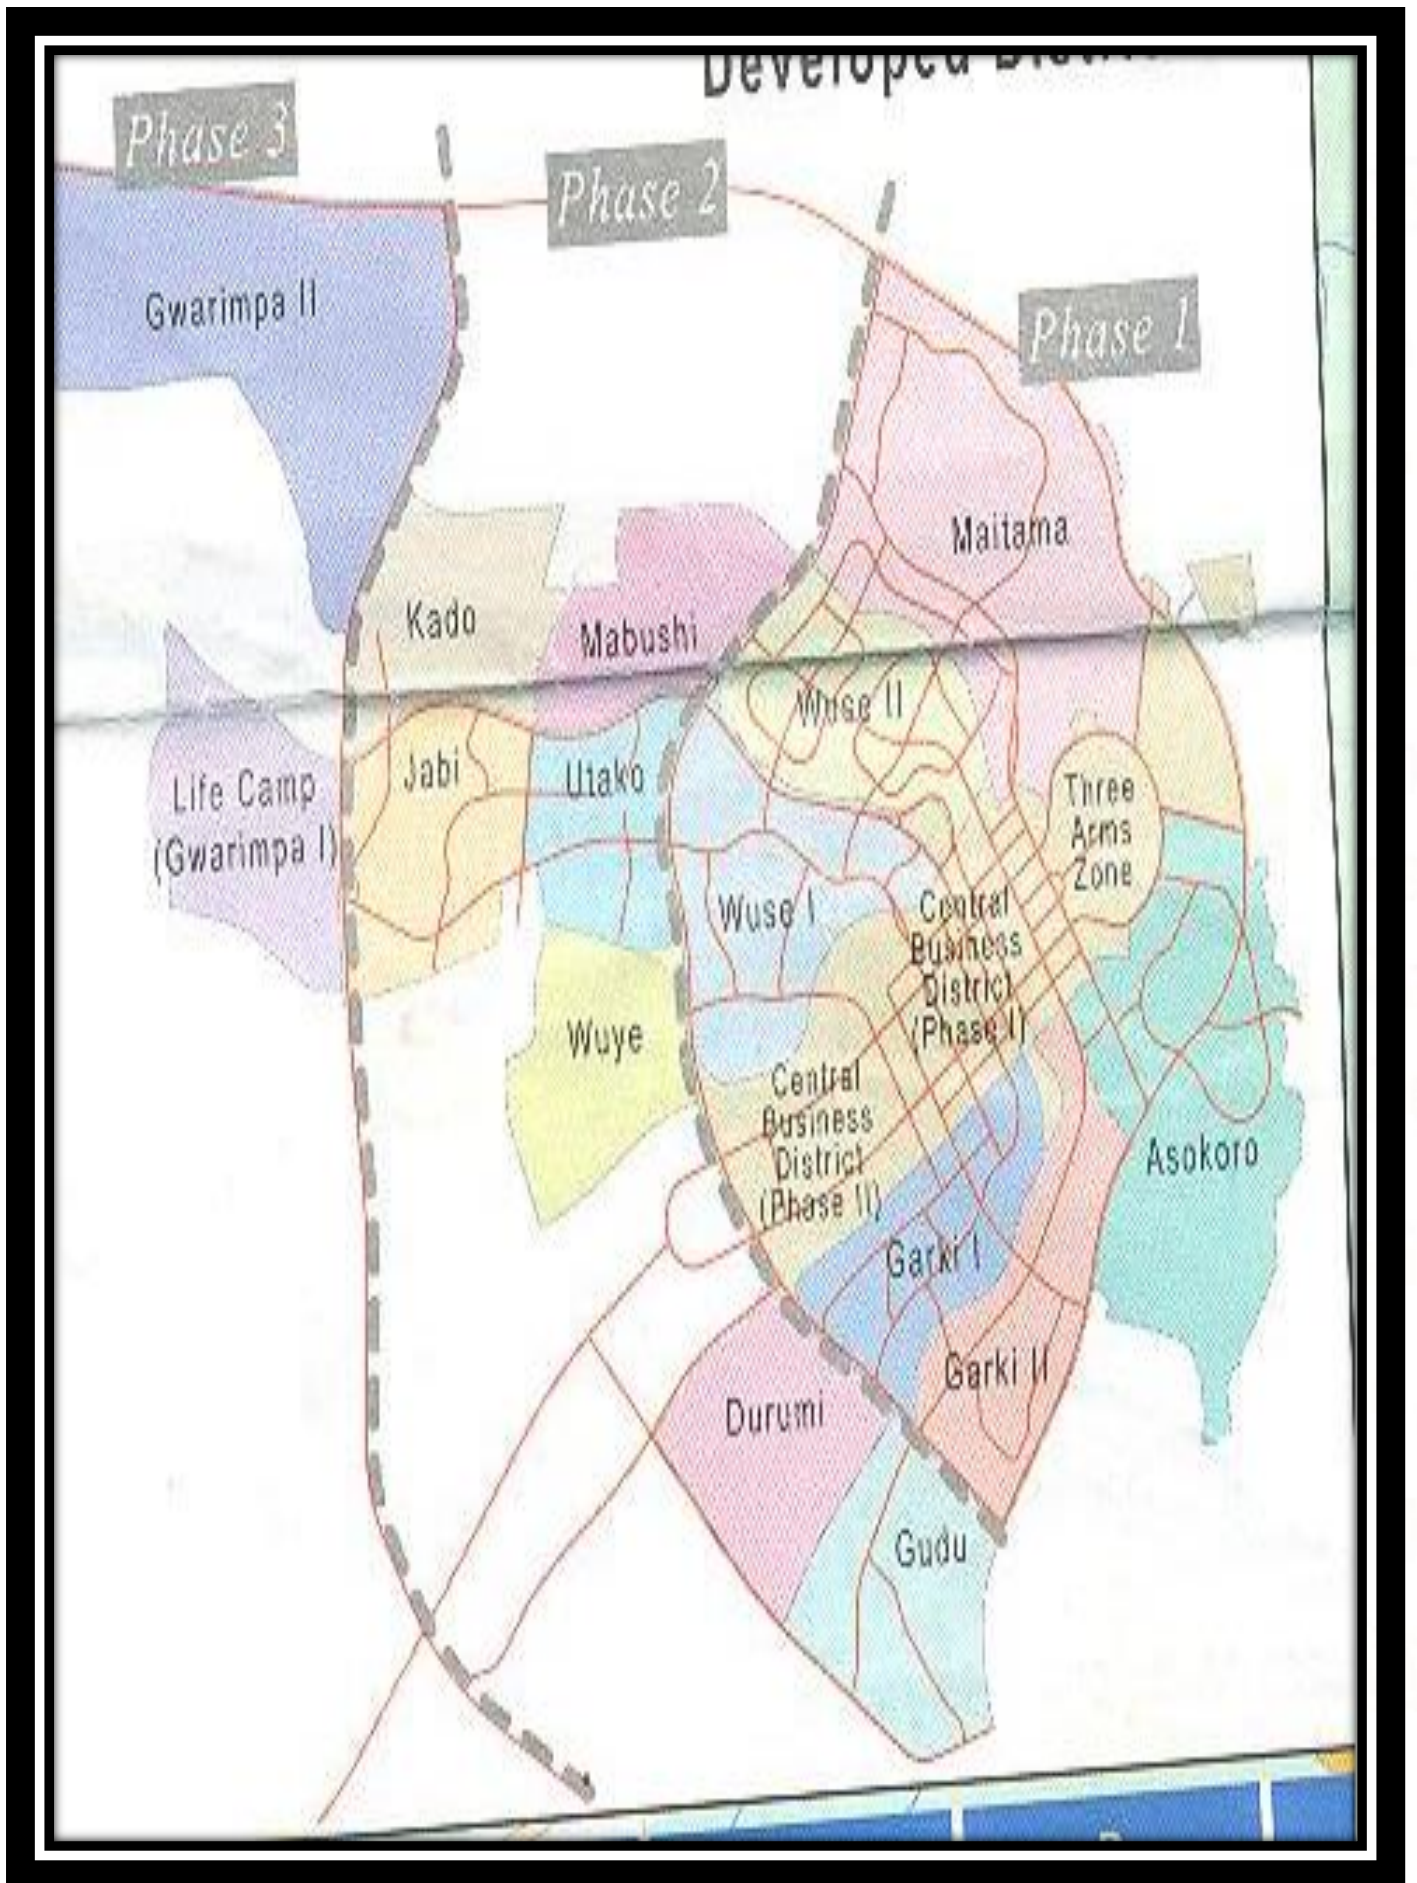 Developed
Phase 3
Phase 2
Phase 1
Gwarimpa II
Maitama
Kado
Mabushi
Wuse II
Jabi
Utako
Life Camp
(Gwarimpa I)
Three
Arms
Zone
Wuse I
Central
Business
District
(Phase I)
Wuye
Central
Business
District
(Phase II)
Asokoro
Garki I
Garki II
Durumi
Gudu